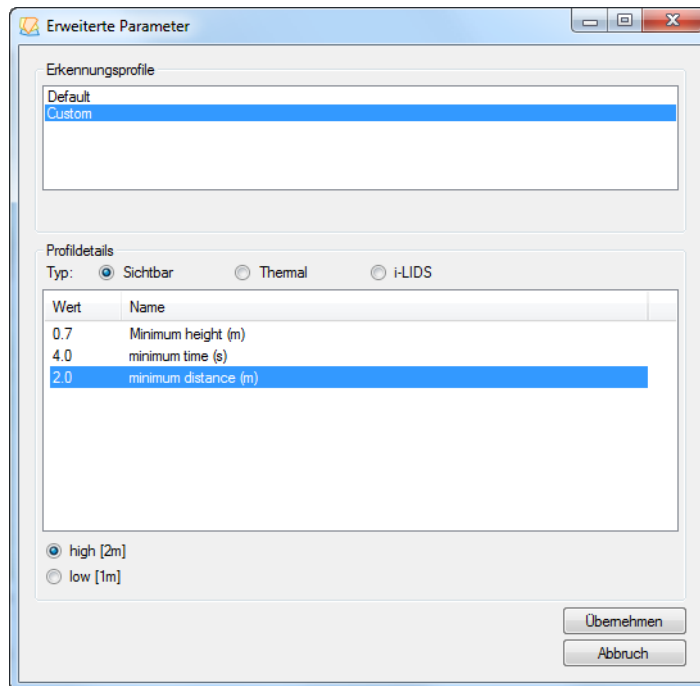 Erweiterte Parameter
Erkennungsprofile
Default
Custom
Profildetails
Typ: Sichtbar Themal i-LIDS
Wert Name
0.7 Minimum height (m)
4.0 minimum time (s)
2.0 minimum distance (m)
high [2m]
low [1m]
Übernehmen
Abbruch